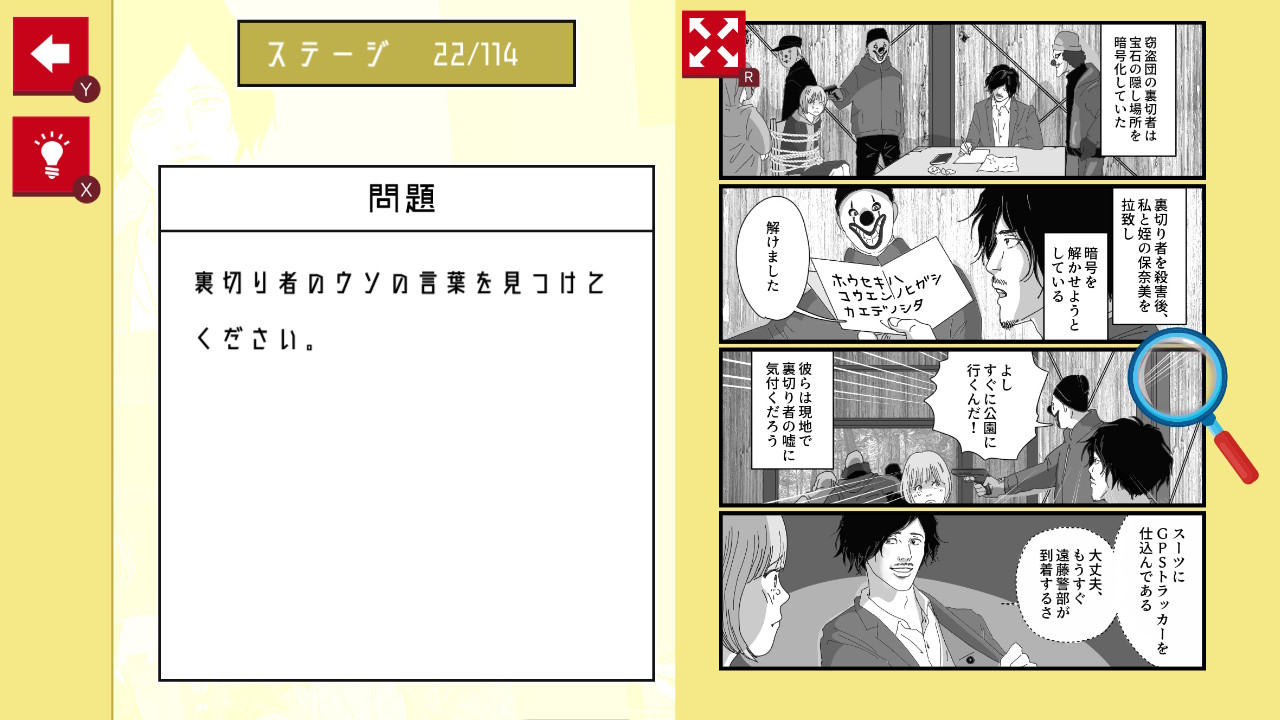 ステージ 22/114
Y
X
R
問題
裏切り者のウソの言葉を見つけて
ください。
窃盗団の裏切者は
宝石の隠し場所を
暗号化していた
裏切り者を殺害後、
私と姪の保奈美を
拉致し
暗号を
解かせようと
している
ホウセキハ
コウエンノヒガシ
カエデノシタ
解けました
よし
すぐに公園に
行くんだ！
彼らは現地で
裏切り者の嘘に
気付くだろう
スーツに
GPSトラッカーを
仕込んである
大丈夫、
もうすぐ
遠藤警部が
到着するさ